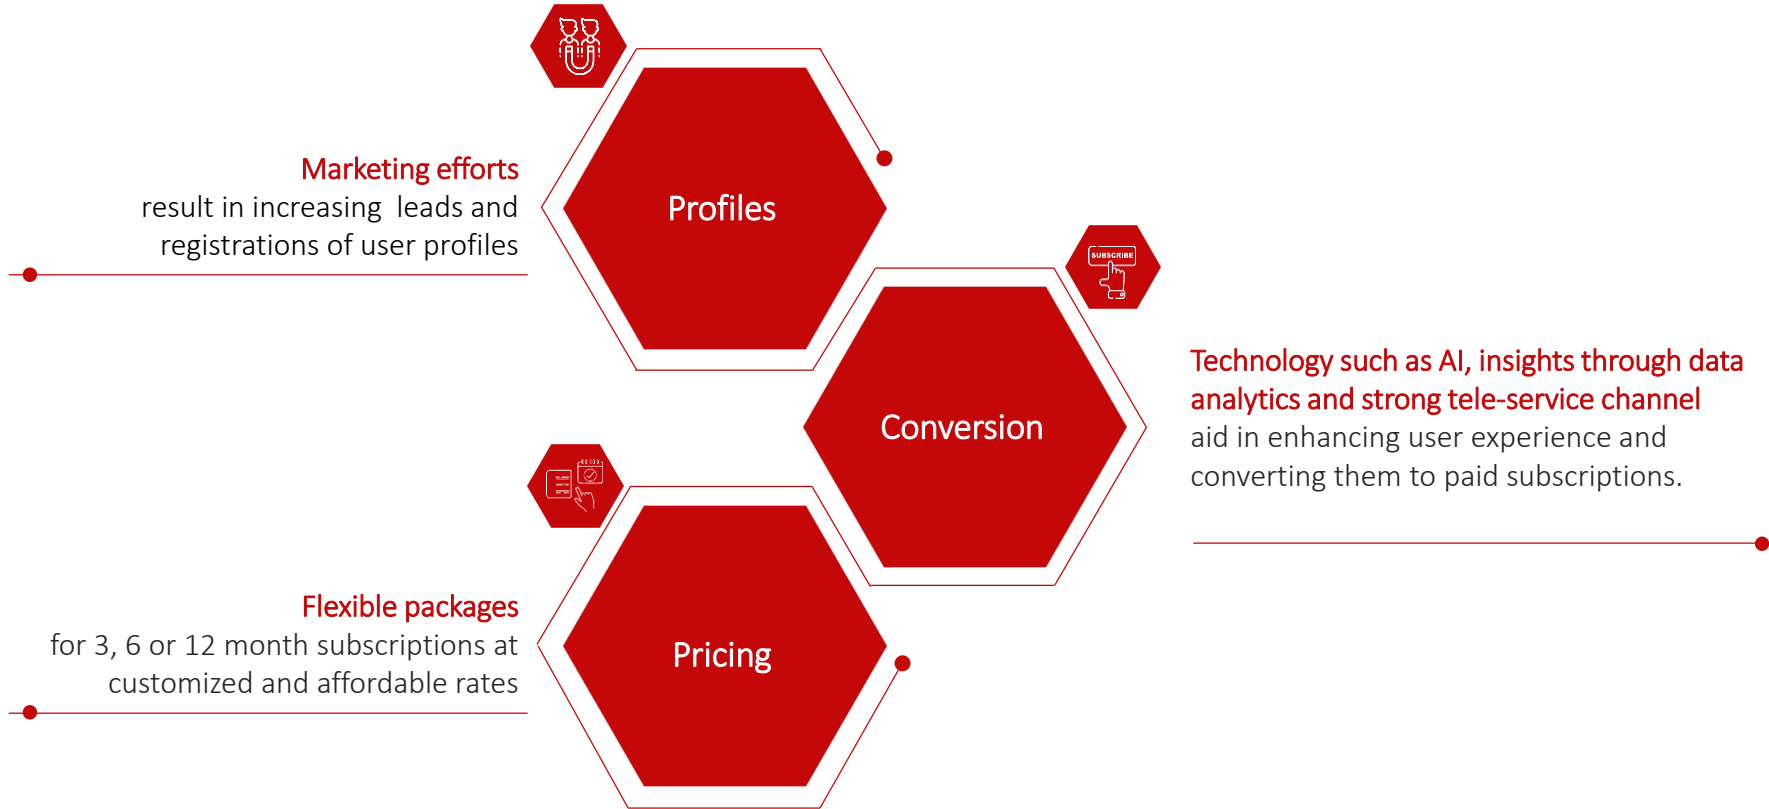 Profiles
Marketing efforts
result in increasing leads and
registrations of user profiles
SUBSCRIBE
Conversion
Technology such as AI, insights through data
analytics and strong tele-service channel
aid in enhancing user experience and
converting them to paid subscriptions.
Pricing
Flexible packages
for 3, 6 or 12 month subscriptions at
customized and affordable rates